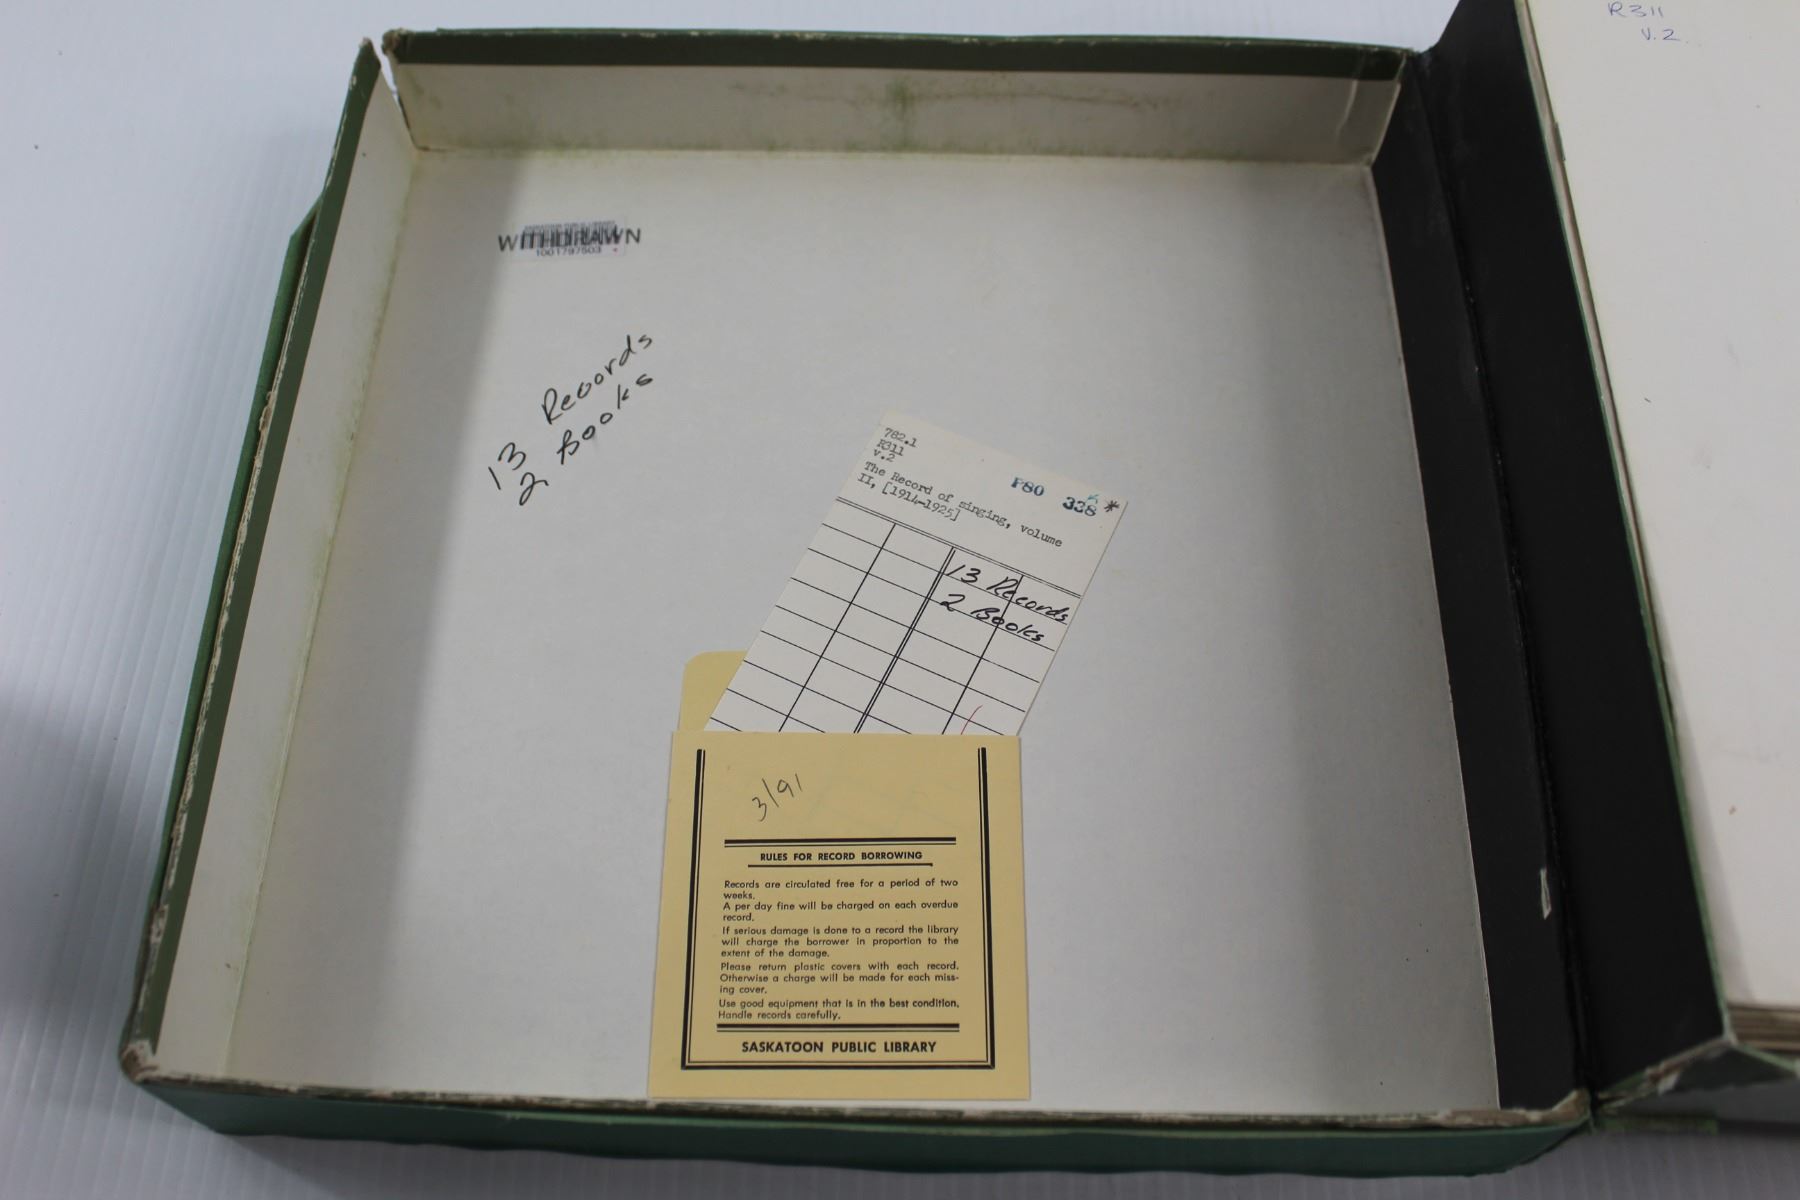 R311
V.2
WITHDRAWN
1001797503
13 Records
2 Books
782.1
R311
v.2
P80 338 *
The Record of singing, volume
II, [1914-1925]
13 Records
2 Books
3/91
RULES FOR RECORD BORROWING
Records are circulated free for a period of two
weeks.
A per day fine will be charged on each overdue
record.
If serious damage is done to a record the library
will charge the borrower in proportion to the
extent of the damage.
Please return plastic covers with each record.
Otherwise a charge will be made for each miss-
ing cover.
Use good equipment that is in the best condition.
Handle records carefully.
SASKATOON PUBLIC LIBRARY